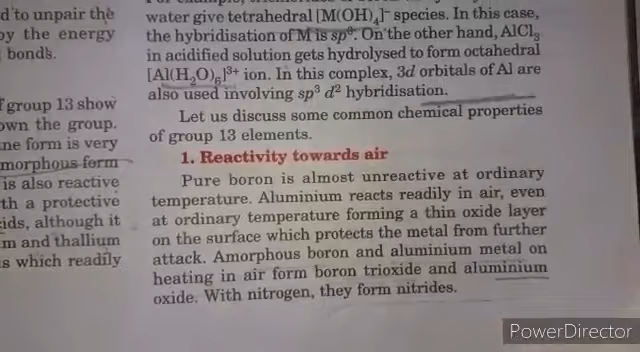 d to unpair the
by the energy
bonds.
f group 13 show
own the group.
ne form is very
morphous form
is also reactive
th a protective
ids, although it
m and thallium
s which readily
water give tetrahedral [M(OH)₄]⁻ species. In this case,
the hybridisation of M is sp³. On the other hand, AlCl₃
in acidified solution gets hydrolysed to form octahedral
[Al(H₂O)₆]³⁺ ion. In this complex, 3d orbitals of Al are
also used involving sp³ d² hybridisation.
Let us discuss some common chemical properties
of group 13 elements.
1. Reactivity towards air
Pure boron is almost unreactive at ordinary
temperature. Aluminium reacts readily in air, even
at ordinary temperature forming a thin oxide layer
on the surface which protects the metal from further
attack. Amorphous boron and aluminium metal on
heating in air form boron trioxide and aluminium
oxide. With nitrogen, they form nitrides.
PowerDirector